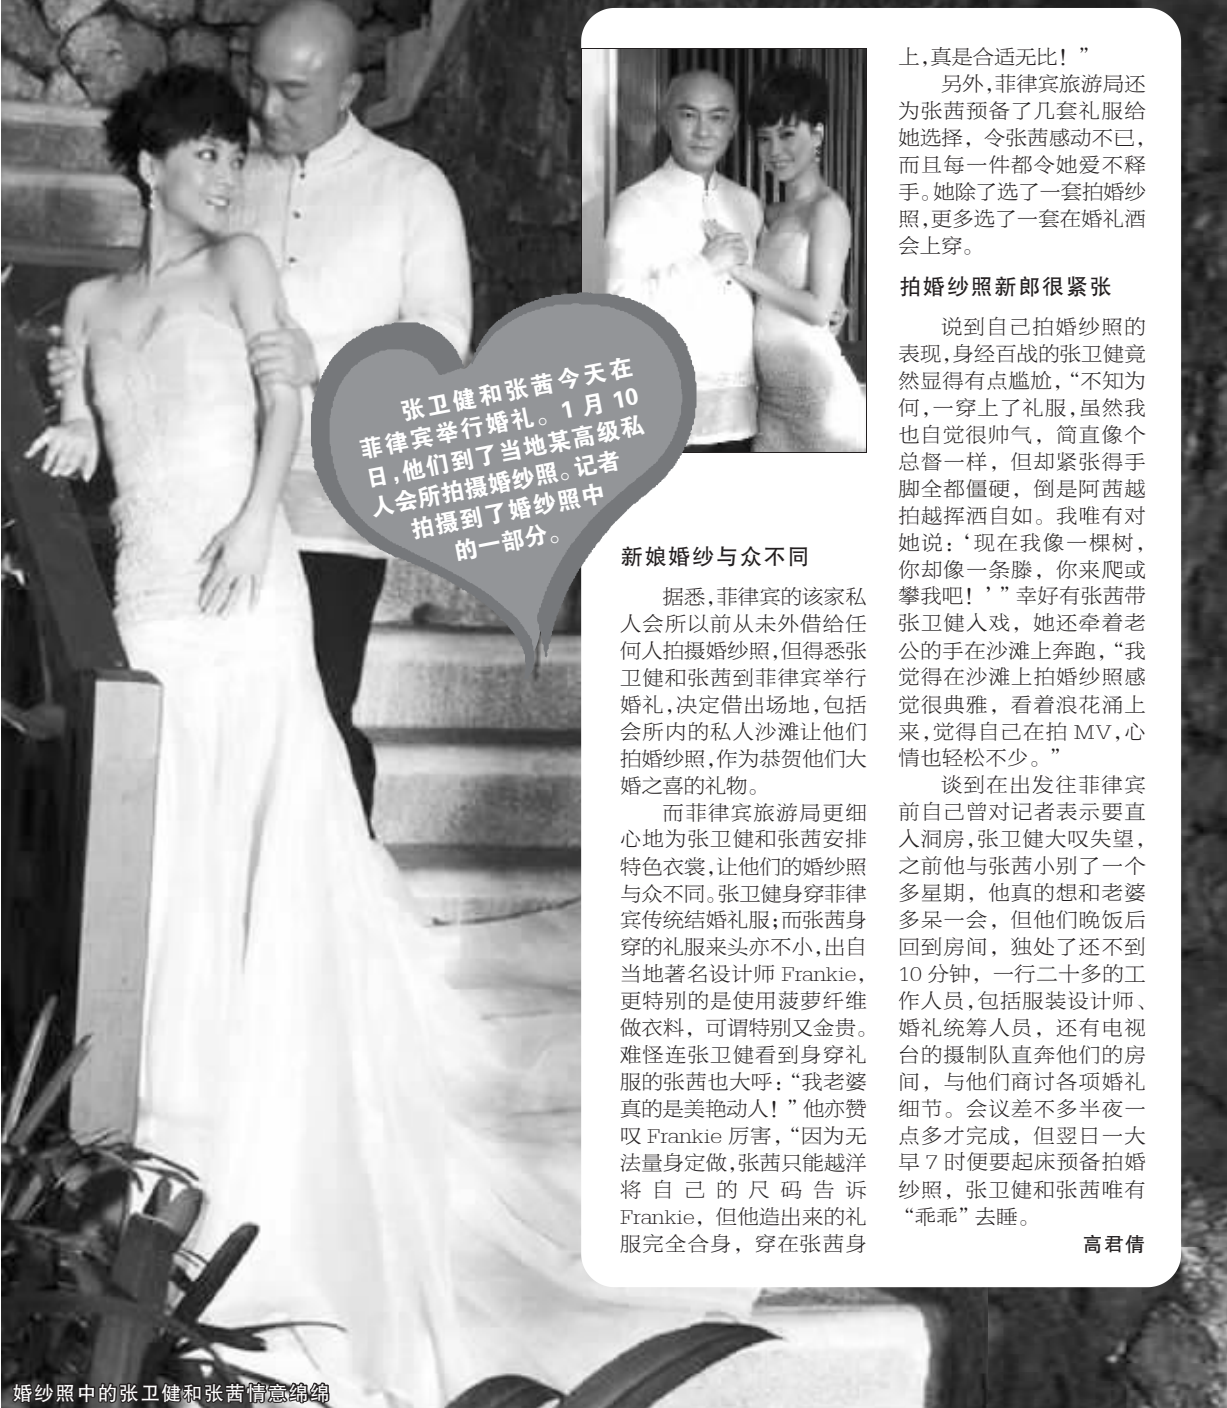 张卫健和张茜今天在
菲律宾举行婚礼。1月10
日，他们到了当地某高级私
人会所拍摄婚纱照。记者
拍摄到了婚纱照中
的一部分。
新娘婚纱与众不同
据悉，菲律宾的该家私
人会所以前从未外借给任
何人拍摄婚纱照，但得悉张
卫健和张茜到菲律宾举行
婚礼，决定借出场地，包括
会所内的私人沙滩让他们
拍婚纱照，作为恭贺他们大
婚之喜的礼物。
而菲律宾旅游局更细
心地为张卫健和张茜安排
特色衣裳，让他们的婚纱照
与众不同。张卫健身穿菲律
宾传统结婚礼服；而张茜身
穿的礼服来头亦不小，出自
当地著名设计师 Frankie，
更特别的是使用菠萝纤维
做衣料，可谓特别又金贵。
难怪连张卫健看到身穿礼
服的张茜也大呼：“我老婆
真的是美艳动人！”他亦赞
叹 Frankie 厉害，“因为无
法量身定做，张茜只能越洋
将自己的尺码告诉
Frankie，但他造出来的礼
服完全合身，穿在张茜身
上，真是合适无比！”
另外，菲律宾旅游局还
为张茜预备了几套礼服给
她选择，令张茜感动不已，
而且每一件都令她爱不释
手。她除了选了一套拍婚纱
照，更多选了一套在婚礼酒
会上穿。
拍婚纱照新郎很紧张
说到自己拍婚纱照的
表现，身经百战的张卫健竟
然显得有点尴尬，“不知为
何，一穿上了礼服，虽然我
也自觉很帅气，简直像个
总督一样，但却紧张得手
脚全都僵硬，倒是阿茜越
拍越挥洒自如。我唯有对
她说：‘现在我像一棵树，
你却像一条滕，你来爬或
攀我吧！’”幸好有张茜带
张卫健入戏，她还牵着老
公的手在沙滩上奔跑，“我
觉得在沙滩上拍婚纱照感
觉很典雅，看着浪花涌上
来，觉得自己在拍 MV，心
情也轻松不少。”
谈到在出发往菲律宾
前自己曾对记者表示要直
入洞房，张卫健大叹失望，
之前他与张茜小别了一个
多星期，他真的想和老婆
多呆一会，但他们晚饭后
回到房间，独处了还不到
10 分钟，一行二十多的工
作人员，包括服装设计师、
婚礼统筹人员，还有电视
台的摄制队直奔他们的房
间，与他们商讨各项婚礼
细节。会议差不多半夜一
点多才完成，但翌日一大
早 7 时便要起床预备拍婚
纱照，张卫健和张茜唯有
“乖乖”去睡。
高君倩
婚纱照中的张卫健和张茜情意绵绵